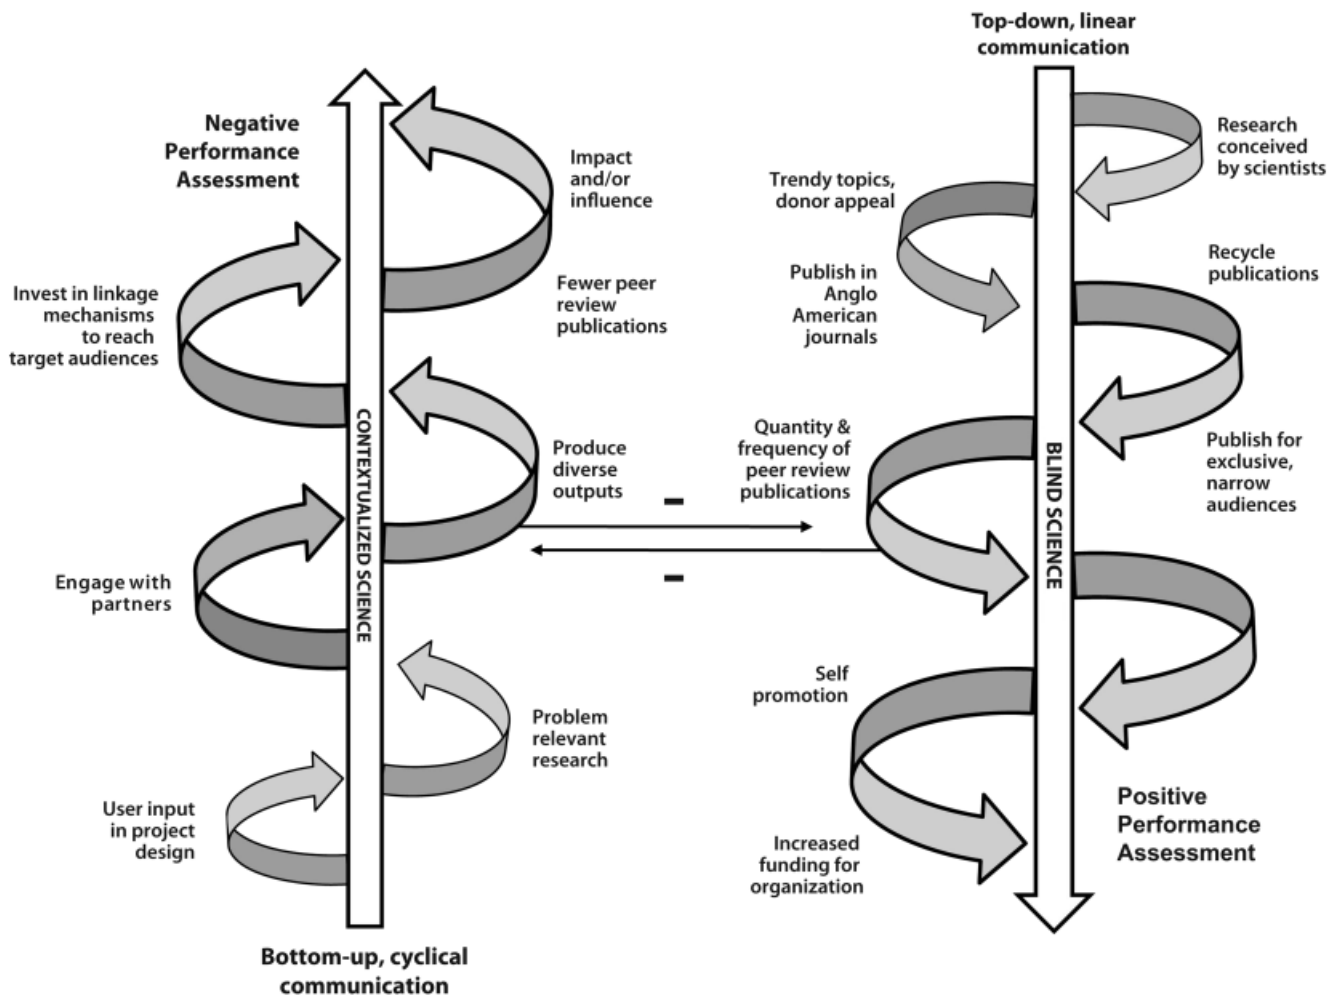 Top-down, linear
communication
Negative
Performance
Assessment
Impact
and/or
influence
Invest in linkage
mechanisms
to reach
target audiences
Fewer peer
review
publications
CONTEXTUALIZED SCIENCE
Produce
diverse
outputs
Engage with
partners
Problem
relevant
research
User input
in project
design
Bottom-up, cyclical
communication
Research
conceived
by scientists
Trendy topics,
donor appeal
Publish in
Anglo
American
journals
Recycle
publications
Quantity &
frequency of
peer review
publications
BLIND SCIENCE
Publish for
exclusive,
narrow
audiences
Self
promotion
Increased
funding for
organization
Positive
Performance
Assessment
-
-